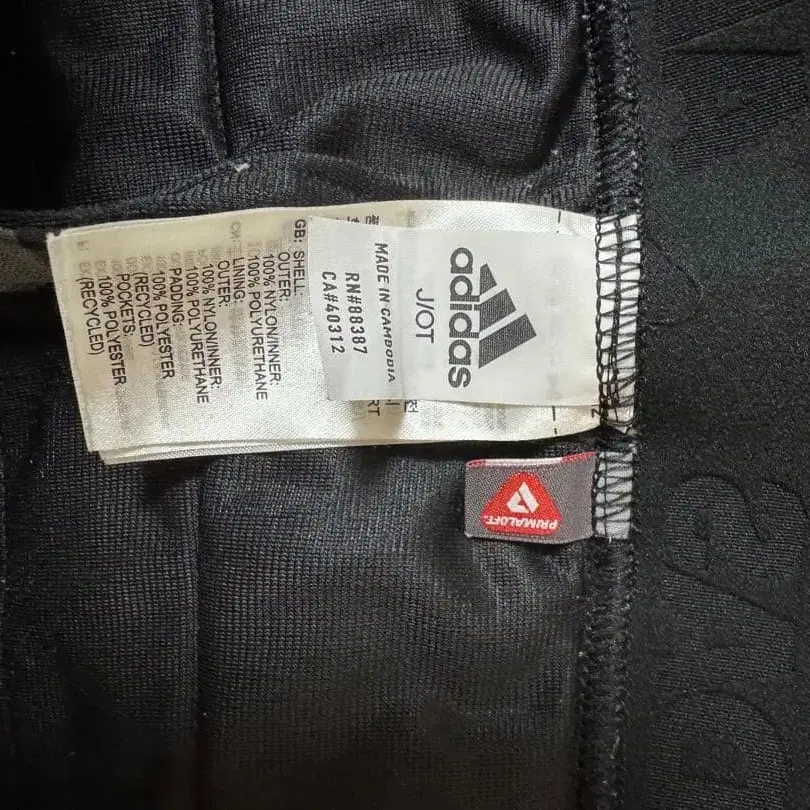 adidas
J/OT
MADE IN CAMBODIA
RN#88387
CA#40312
GB: SHELL:
OUTER:
100% NYLON/INNER:
100% POLYURETHANE
LINING:
OUTER:
100% NYLON/INNER:
100% POLYURETHANE
PADDING:
100% POLYESTER
(RECYCLED)
POCKETS:
100% POLYESTER
(RECYCLED)
PRIMALOFT